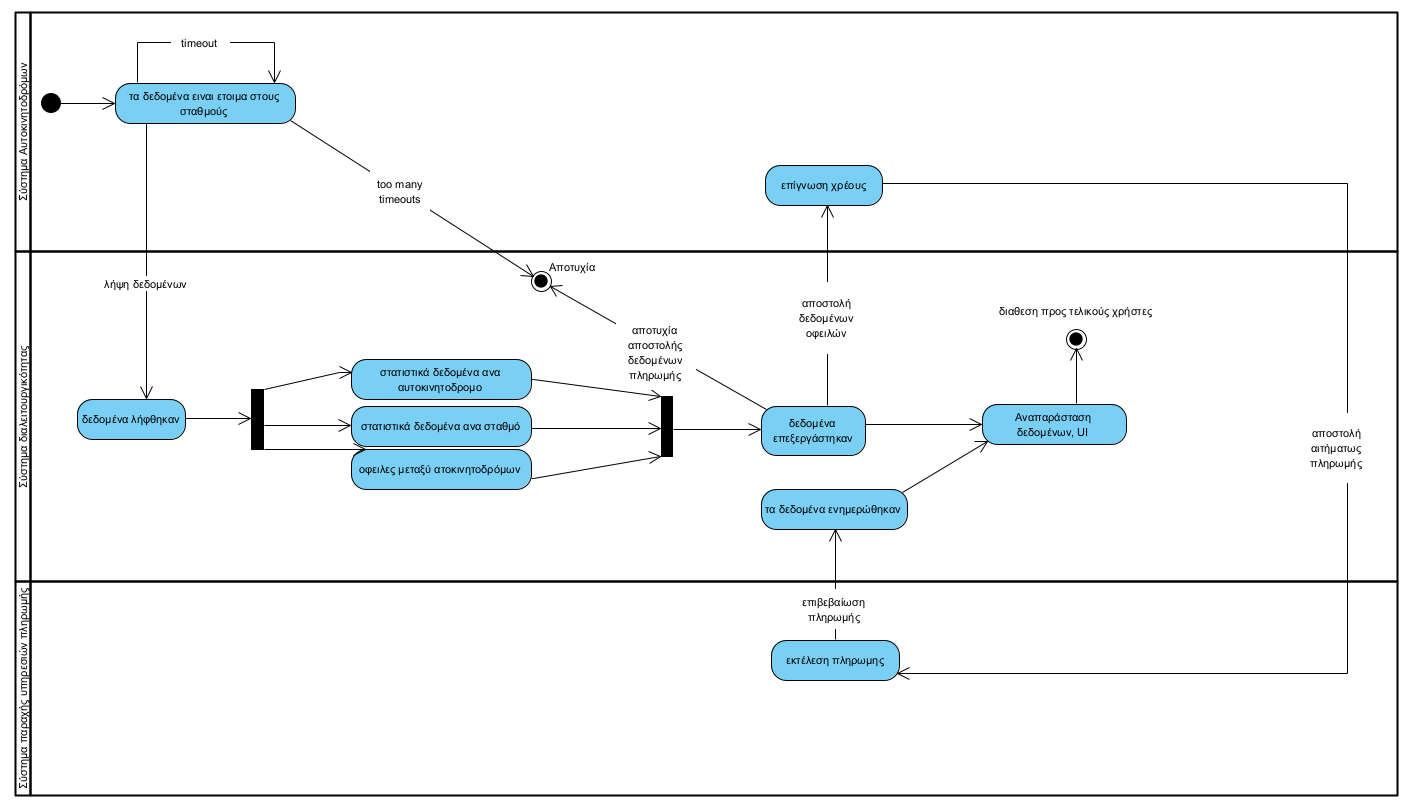 Σύστημα Αυτοκινητοδρόμων
timeout
τα δεδομένα ειναι ετοιμα στους
σταθμούς
too many
timeouts
επίγνωση χρέους
Σύστημα διαλειτουργικότητας
λήψη δεδομένων
Αποτυχία
αποτυχία
αποστολής
δεδομένων
πληρωμής
αποστολή
δεδομένων
οφειλών
διαθεση προς τελικούς χρήστες
δεδομένα λήφθηκαν
στατιστικά δεδομένα ανα
αυτοκινητοδρομο
στατιστικά δεδομένα ανα σταθμό
οφειλες μεταξύ ατοκινητοδρόμων
δεδομένα
επεξεργάστηκαν
Αναπαράσταση
δεδομένων, UI
τα δεδομένα ενημερώθηκαν
αποστολή
αιτήματως
πληρωμής
Σύστημα παροχής υπηρεσιών πληρωμής
επιβεβαίωση
πληρωμής
εκτέλεση πληρωμης